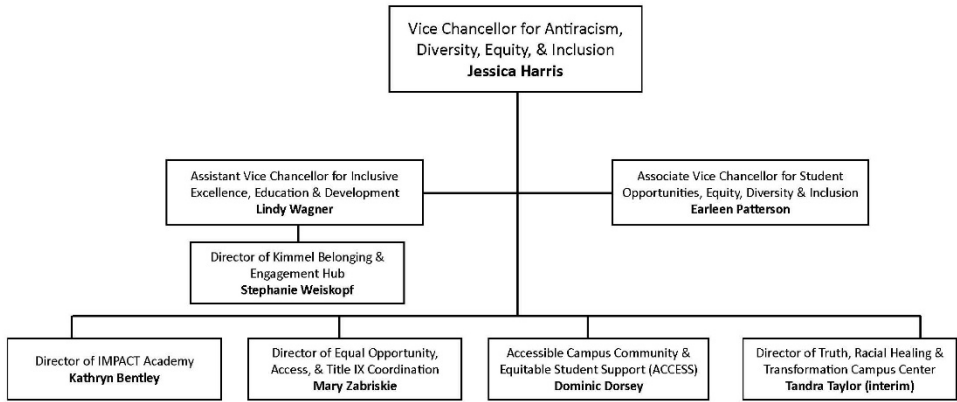 Vice Chancellor for Antiracism,
Diversity, Equity, & Inclusion
Jessica Harris
Assistant Vice Chancellor for Inclusive
Excellence, Education & Development
Lindy Wagner
Associate Vice Chancellor for Student
Opportunities, Equity, Diversity & Inclusion
Earleen Patterson
Director of Kimmel Belonging &
Engagement Hub
Stephanie Weiskopf
Director of IMPACT Academy
Kathryn Bentley
Director of Equal Opportunity,
Access, & Title IX Coordination
Mary Zabriskie
Accessible Campus Community &
Equitable Student Support (ACCESS)
Dominic Dorsey
Director of Truth, Racial Healing &
Transformation Campus Center
Tandra Taylor (interim)